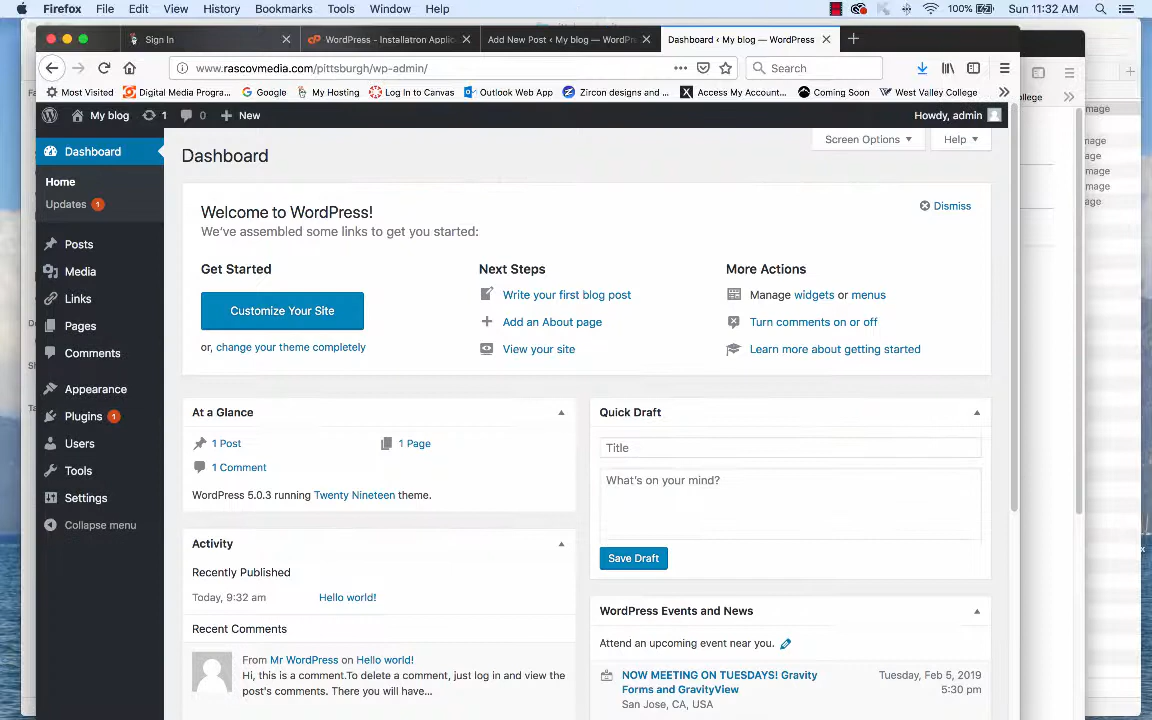 Firefox File Edit View History Bookmarks Tools Window Help 100% Sun 11:32 AM
Sign In
WordPress - Installatron Applic
Add New Post ‹ My blog — WordPr
Dashboard ‹ My blog — WordPress
www.rascovmedia.com/pittsburgh/wp-admin/
Search
Most Visited Digital Media Progra... Google My Hosting Log In to Canvas Outlook Web App Zircon designs and ... Access My Account... Coming Soon West Valley College
My blog 1 0 New
Howdy, admin
Dashboard
Home
Updates 1
Posts
Media
Links
Pages
Comments
Appearance
Plugins 1
Users
Tools
Settings
Collapse menu
Screen Options
Help
Dashboard
Welcome to WordPress!
Dismiss
We've assembled some links to get you started:
Get Started
Customize Your Site
or, change your theme completely
Next Steps
Write your first blog post
Add an About page
View your site
More Actions
Manage widgets or menus
Turn comments on or off
Learn more about getting started
At a Glance
1 Post 1 Page
1 Comment
WordPress 5.0.3 running Twenty Nineteen theme.
Activity
Recently Published
Today, 9:32 am Hello world!
Recent Comments
From Mr WordPress on Hello world!
Hi, this is a comment.To delete a comment, just log in and view the
post's comments. There you will have...
Quick Draft
Title
What's on your mind?
Save Draft
WordPress Events and News
Attend an upcoming event near you.
NOW MEETING ON TUESDAYS! Gravity
Forms and GravityView
San Jose, CA, USA
Tuesday, Feb 5, 2019
5:30 pm